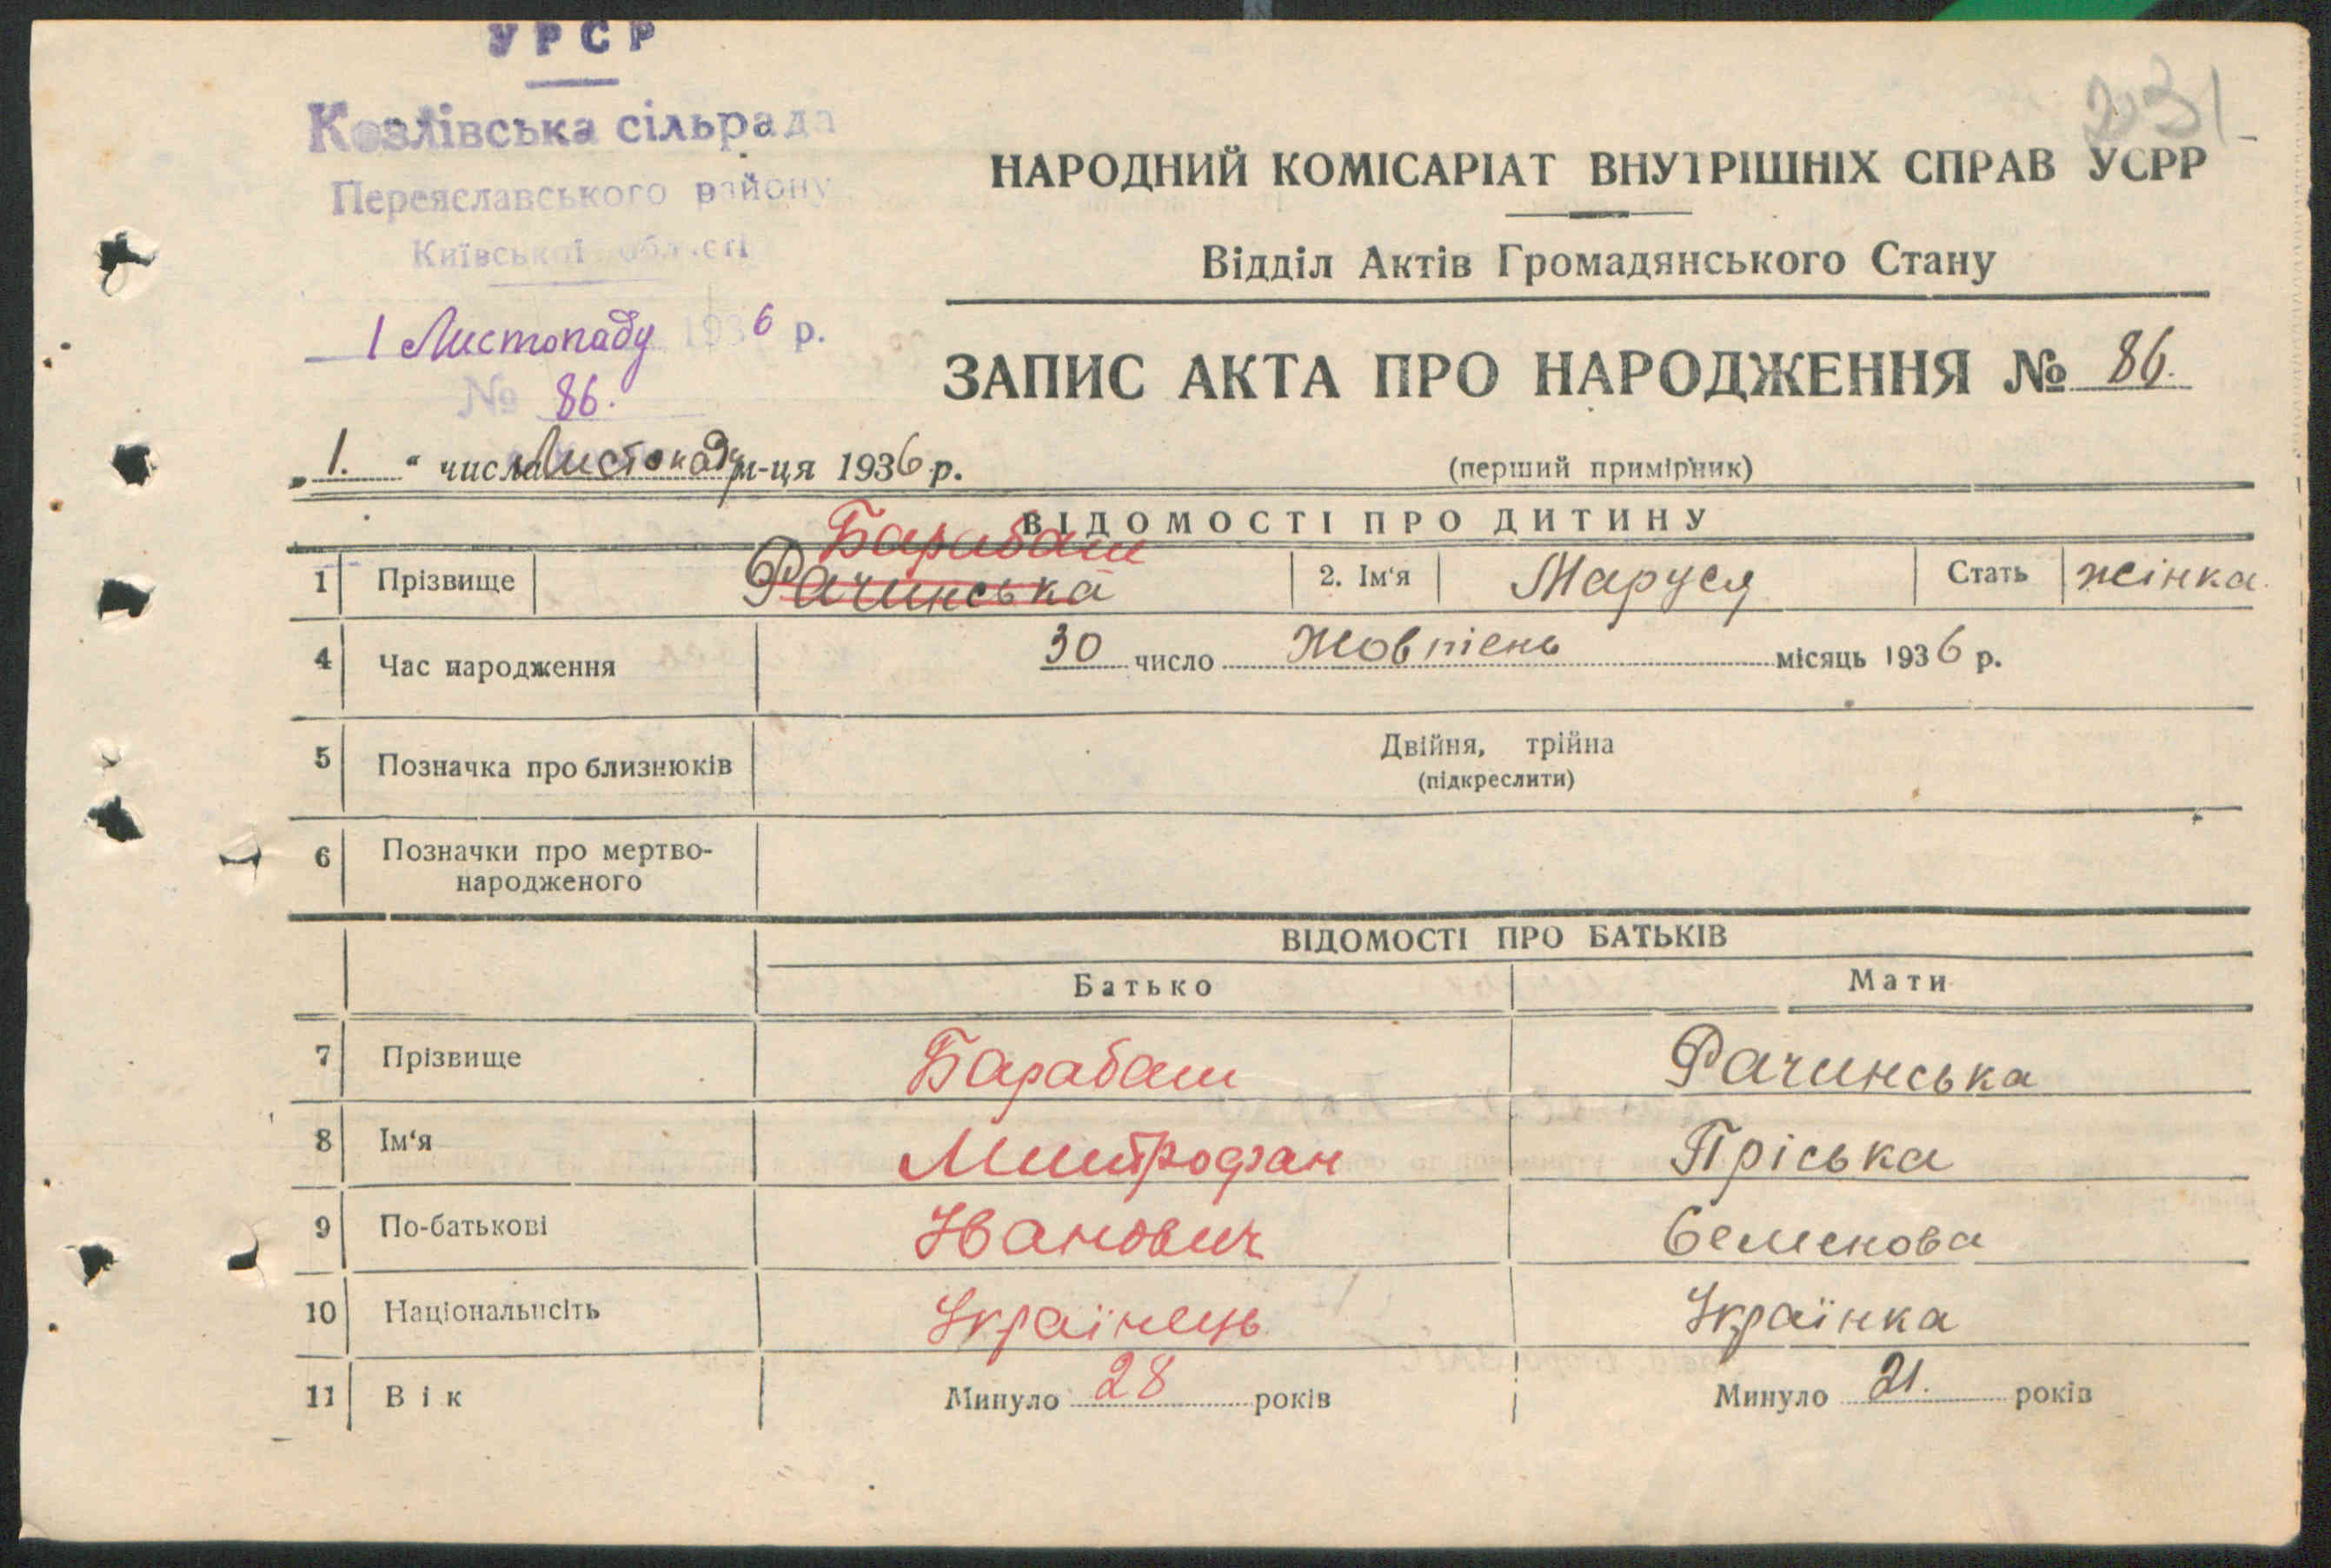 УРСР
Козлівська сільрада
Переяславського району
Київської області
1 Листопаду 1936 р.
№ 86.
231
НАРОДНИЙ КОМІСАРІАТ ВНУТРІШНІХ СПРАВ УСРР
Відділ Актів Громадянського Стану
ЗАПИС АКТА ПРО НАРОДЖЕННЯ № 86.
„1.“ числа Листопаду м-ця 1936 р.
(перший примірник)
ВІДОМОСТІ ПРО ДИТИНУ
Барабаш
1 Прізвище Рачинська 2. Ім'я Маруся Стать жінка
4 Час народження 30 число Жовтень місяць 1936 р.
5 Позначка про близнюків Двійня, трійна
(підкреслити)
6 Позначки про мертво-
народженого
ВІДОМОСТІ ПРО БАТЬКІВ
Батько Мати
7 Прізвище Барабаш Рачинська
8 Ім'я Митрофан Пріська
9 По-батькові Іванович Семенова
10 Національнсіть Українець Українка
11 Вік Минуло 28 років Минуло 21. років